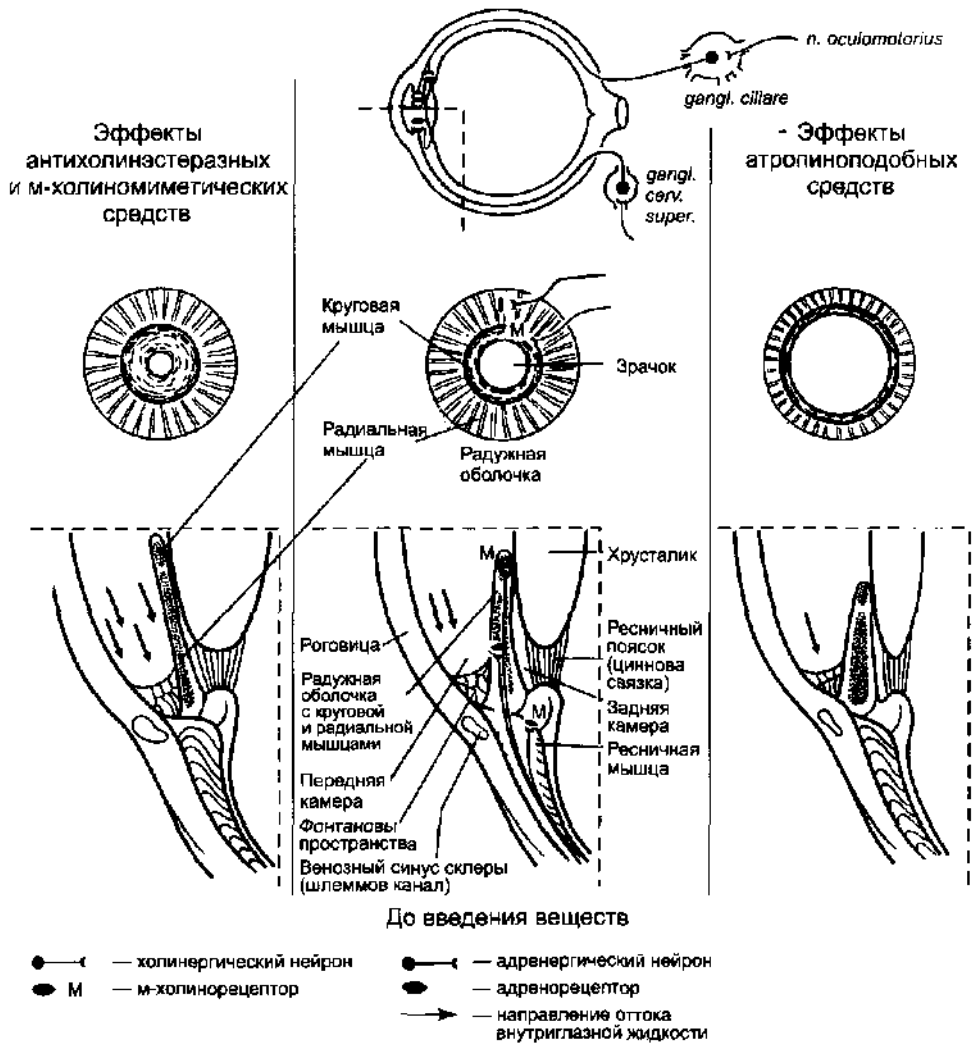 n. oculomotorius
gangl. ciliare
gangl.
cerv.
super.
Эффекты
антихолинэстеразных
и м-холиномиметических
средств
- Эффекты
атропиноподобных
средств
Круговая
мышца
М
Зрачок
Радиальная
мышца
Радужная
оболочка
М
Хрусталик
Роговица
Радужная
оболочка
с круговой
и радиальной
мышцами
Передняя
камера
Фонтановы
пространства
Венозный синус склеры
(шлеммов канал)
Ресничный
поясок
(циннова
связка)
Задняя
камера
М
Ресничная
мышца
До введения веществ
— холинергический нейрон
М — м-холинорецептор
— адренергический нейрон
— адренорецептор
— направление оттока
внутриглазной жидкости